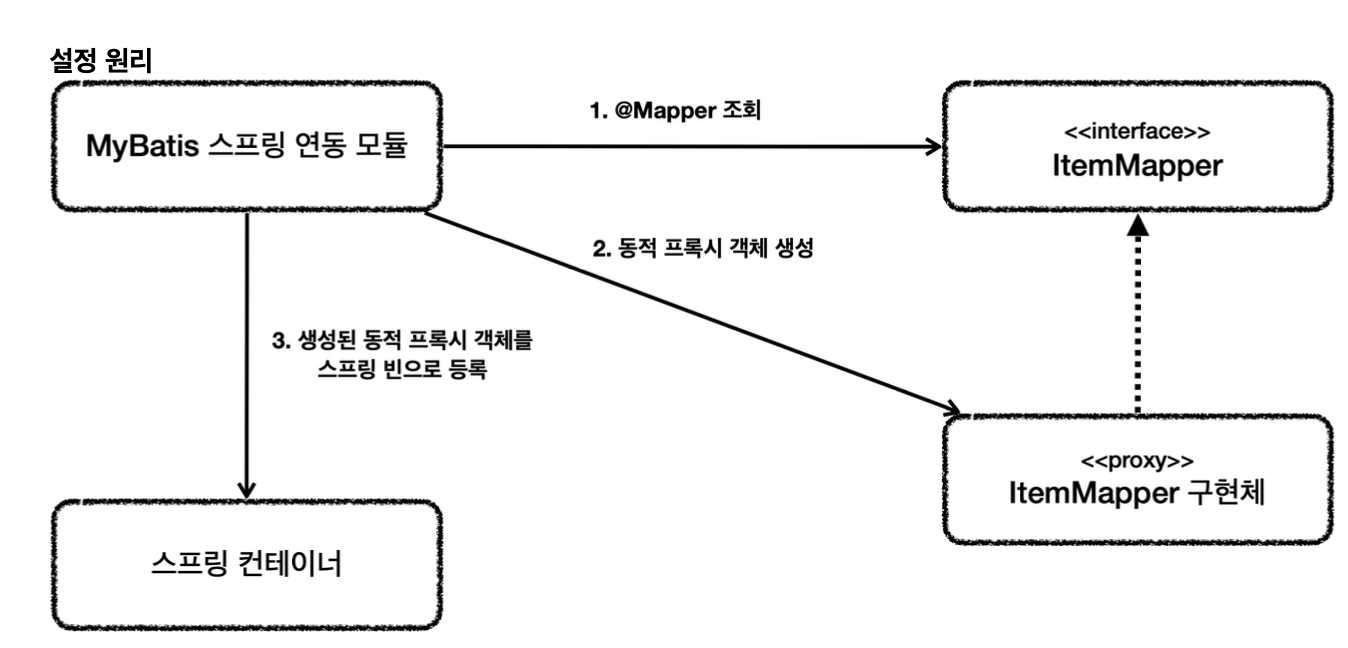 설정 원리
MyBatis 스프링 연동 모듈
1. @Mapper 조회
<<interface>>
ItemMapper
2. 동적 프록시 객체 생성
3. 생성된 동적 프록시 객체를
스프링 빈으로 등록
<<proxy>>
ItemMapper 구현체
스프링 컨테이너